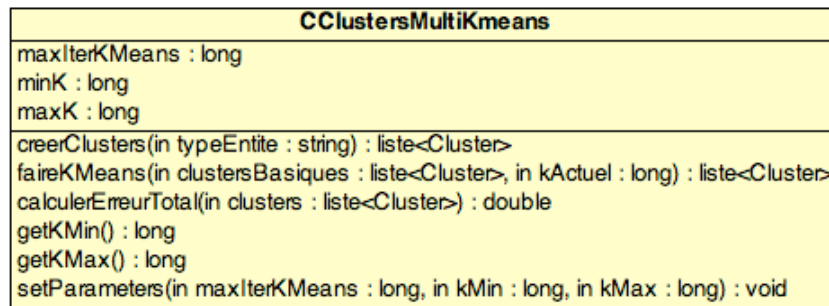 CClustersMultiKmeans
maxIterKMeans : long
minK : long
maxK : long
creerClusters(in typeEntite : string) : liste<Cluster>
faireKMeans(in clustersBasiques : liste<Cluster>, in kActuel : long) : liste<Cluster>
calculerErreurTotal(in clusters : liste<Cluster>) : double
getKMin() : long
getKMax() : long
setParameters(in maxIterKMeans : long, in kMin : long, in kMax : long) : void